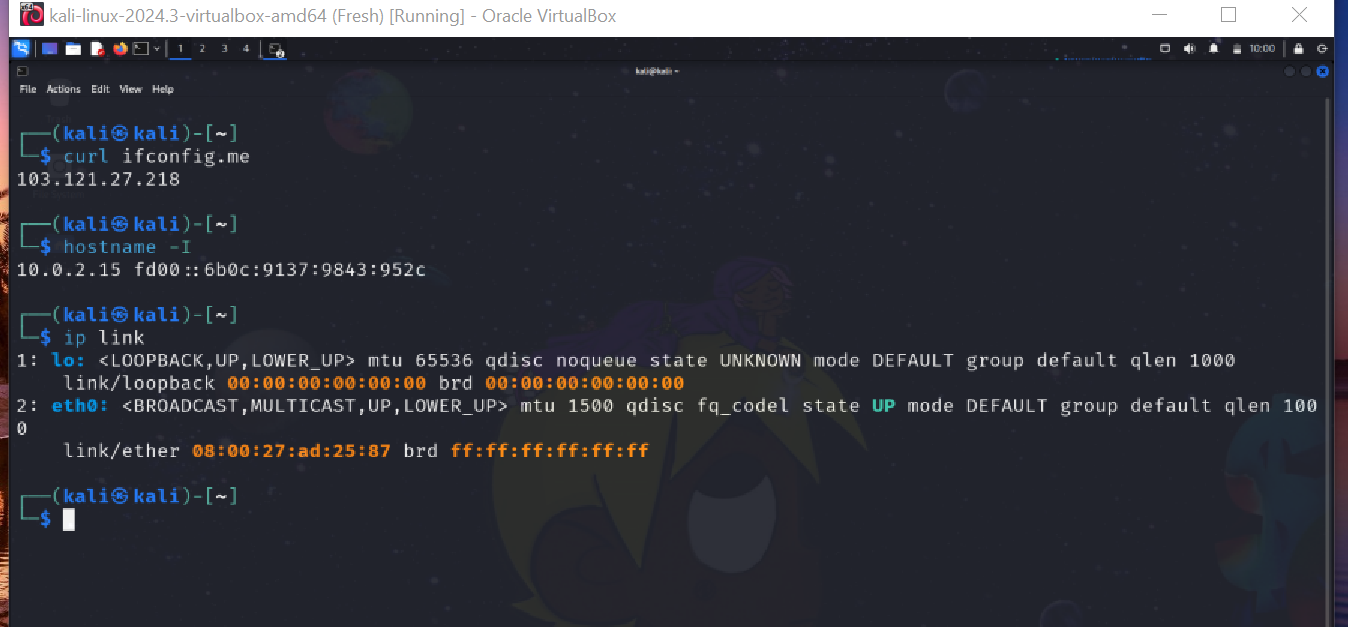 kali-linux-2024.3-virtualbox-amd64 (Fresh) [Running] - Oracle VirtualBox
1 2 3 4 10:00
kali@kali: ~
File Actions Edit View Help
┌──(kali㉿kali)-[~]
└─$ curl ifconfig.me
103.121.27.218
┌──(kali㉿kali)-[~]
└─$ hostname -I
10.0.2.15 fd00::6b0c:9137:9843:952c
┌──(kali㉿kali)-[~]
└─$ ip link
1: lo: <LOOPBACK,UP,LOWER_UP> mtu 65536 qdisc noqueue state UNKNOWN mode DEFAULT group default qlen 1000
link/loopback 00:00:00:00:00:00 brd 00:00:00:00:00:00
2: eth0: <BROADCAST,MULTICAST,UP,LOWER_UP> mtu 1500 qdisc fq_codel state UP mode DEFAULT group default qlen 100
0
link/ether 08:00:27:ad:25:87 brd ff:ff:ff:ff:ff:ff
┌──(kali㉿kali)-[~]
└─$